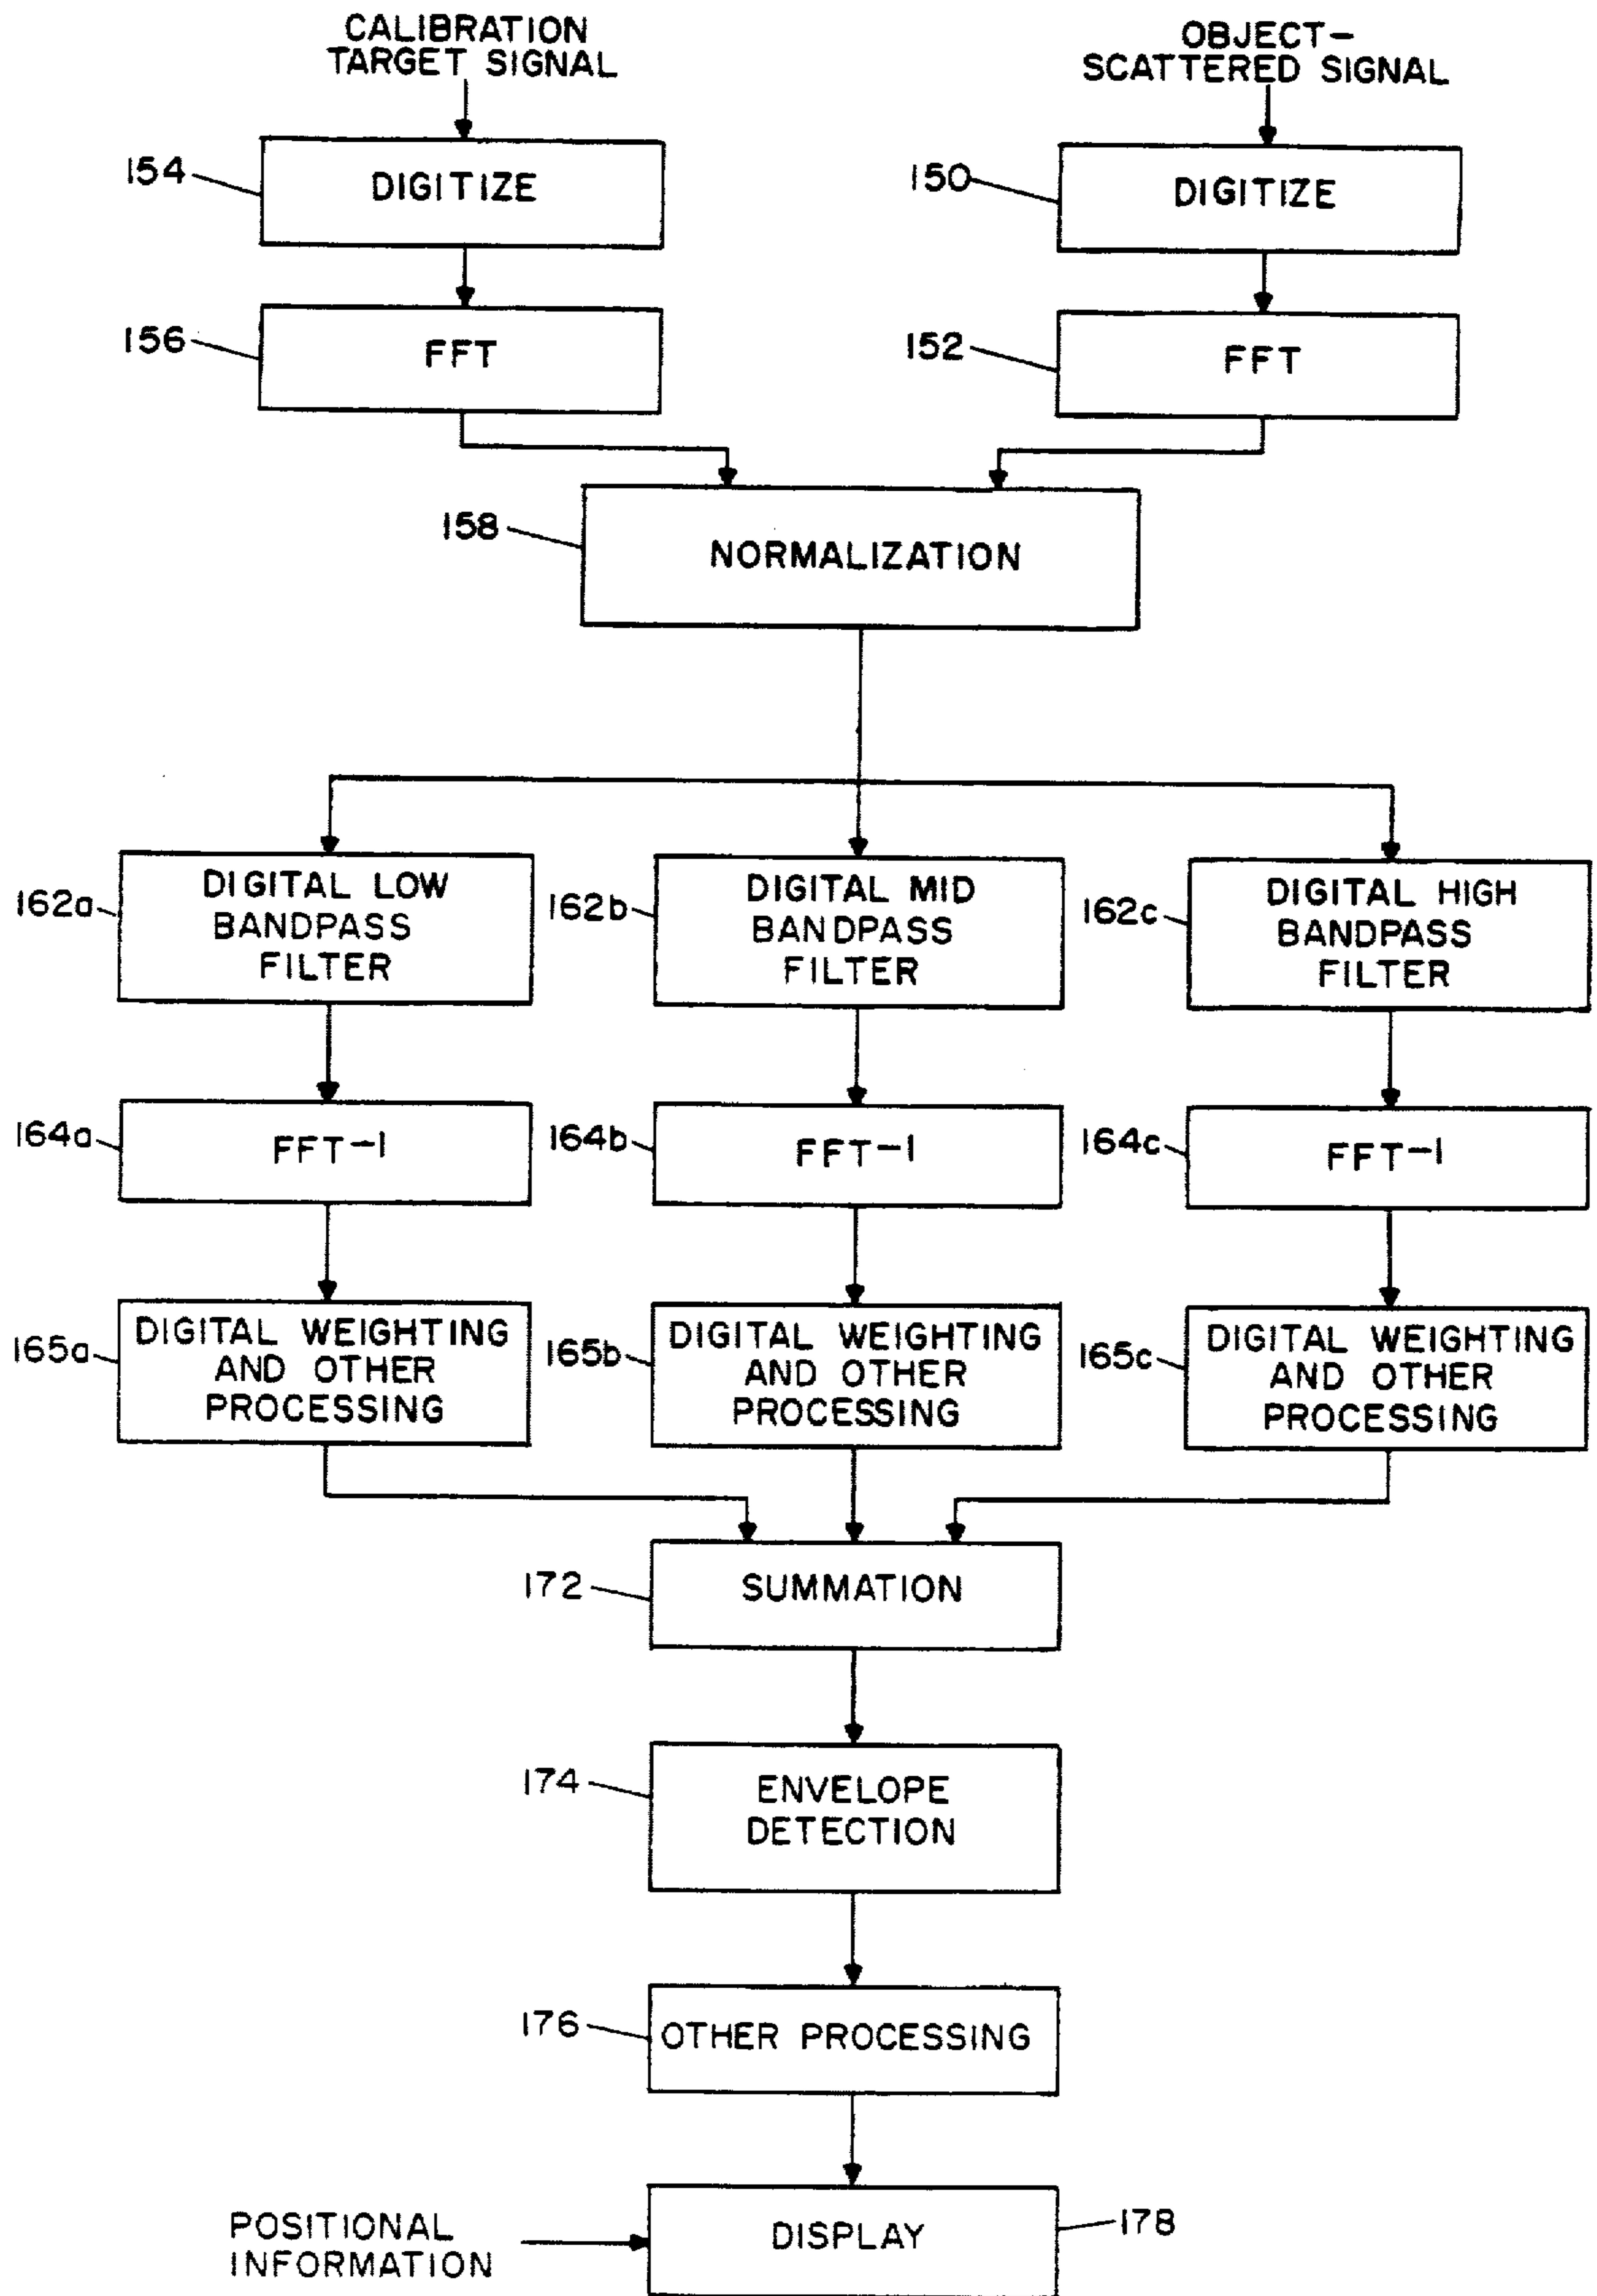 CALIBRATION
TARGET SIGNAL
OBJECT-
SCATTERED SIGNAL
154
DIGITIZE
150
DIGITIZE
156
FFT
152
FFT
158
NORMALIZATION
162a
DIGITAL LOW
BANDPASS
FILTER
162b
DIGITAL MID
BANDPASS
FILTER
162c
DIGITAL HIGH
BANDPASS
FILTER
164a
FFT-1
164b
FFT-1
164c
FFT-1
165a
DIGITAL WEIGHTING
AND OTHER
PROCESSING
165b
DIGITAL WEIGHTING
AND OTHER
PROCESSING
165c
DIGITAL WEIGHTING
AND OTHER
PROCESSING
172
SUMMATION
174
ENVELOPE
DETECTION
176
OTHER PROCESSING
POSITIONAL
INFORMATION
DISPLAY
178